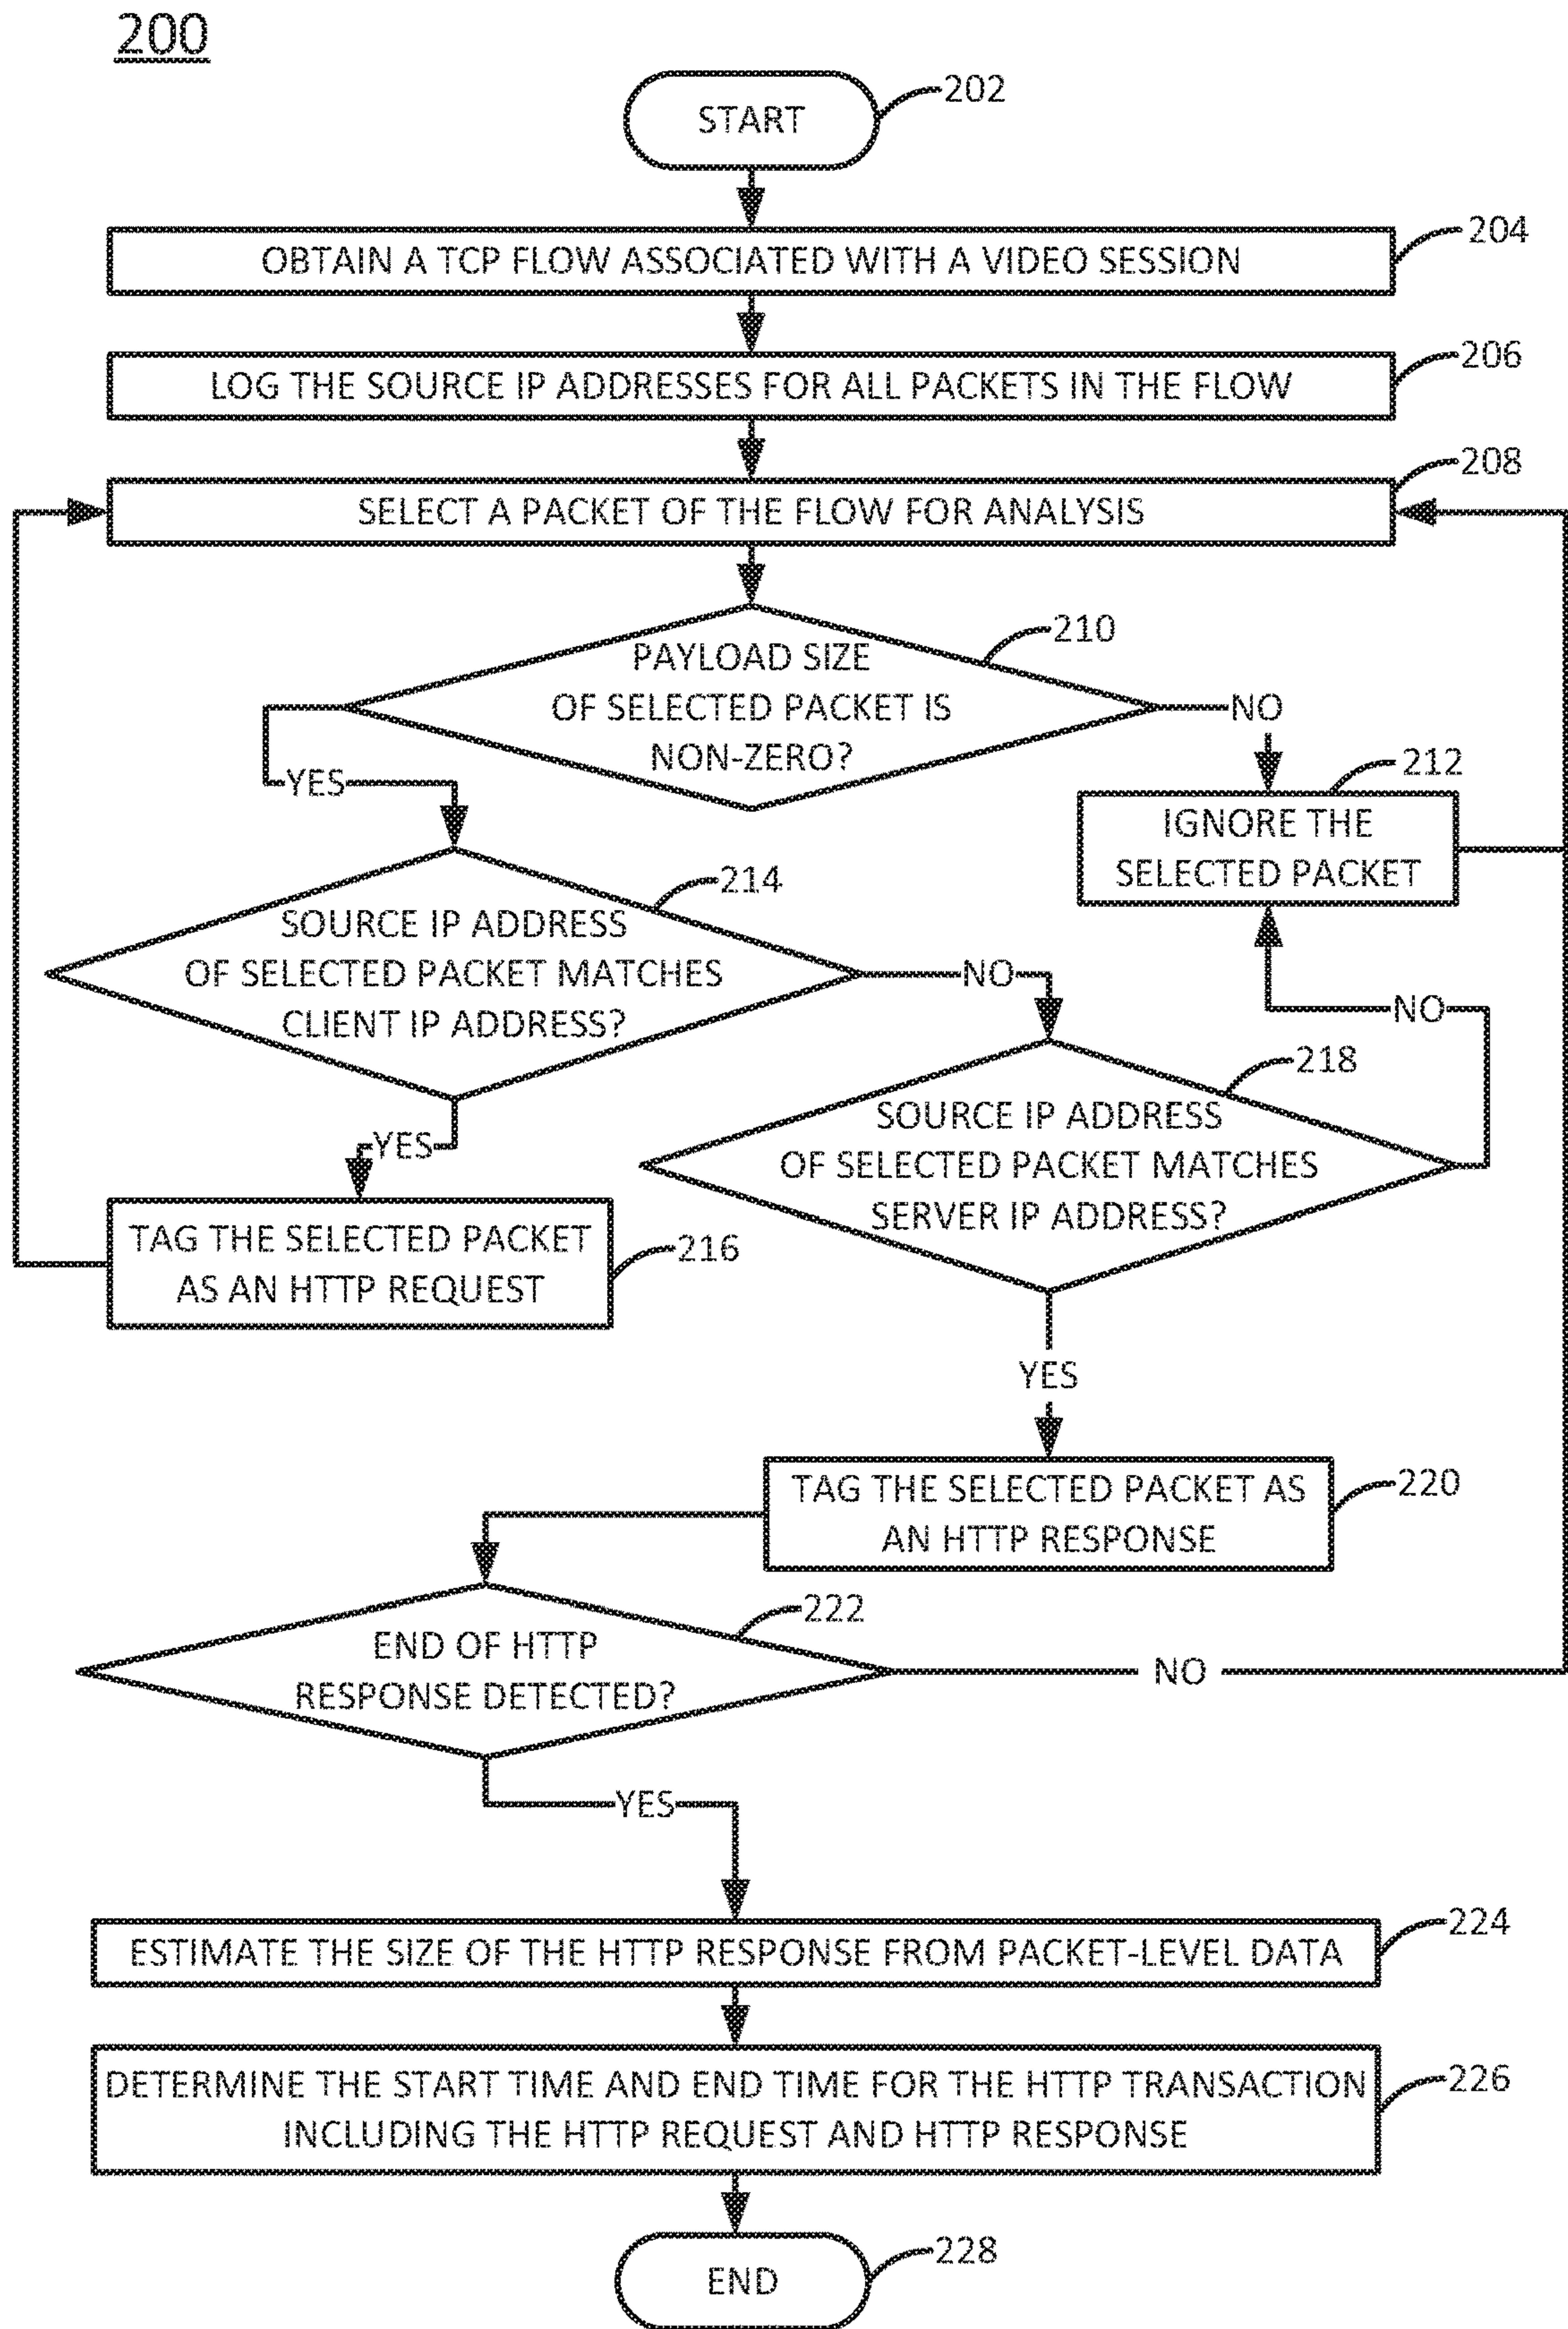 200
START
202
OBTAIN A TCP FLOW ASSOCIATED WITH A VIDEO SESSION
204
LOG THE SOURCE IP ADDRESSES FOR ALL PACKETS IN THE FLOW
206
SELECT A PACKET OF THE FLOW FOR ANALYSIS
208
PAYLOAD SIZE
OF SELECTED PACKET IS
NON-ZERO?
210
NO
YES
IGNORE THE
SELECTED PACKET
212
SOURCE IP ADDRESS
OF SELECTED PACKET MATCHES
CLIENT IP ADDRESS?
214
NO
YES
TAG THE SELECTED PACKET
AS AN HTTP REQUEST
216
SOURCE IP ADDRESS
OF SELECTED PACKET MATCHES
SERVER IP ADDRESS?
218
NO
YES
TAG THE SELECTED PACKET AS
AN HTTP RESPONSE
220
END OF HTTP
RESPONSE DETECTED?
222
NO
YES
ESTIMATE THE SIZE OF THE HTTP RESPONSE FROM PACKET-LEVEL DATA
224
DETERMINE THE START TIME AND END TIME FOR THE HTTP TRANSACTION
INCLUDING THE HTTP REQUEST AND HTTP RESPONSE
226
END
228